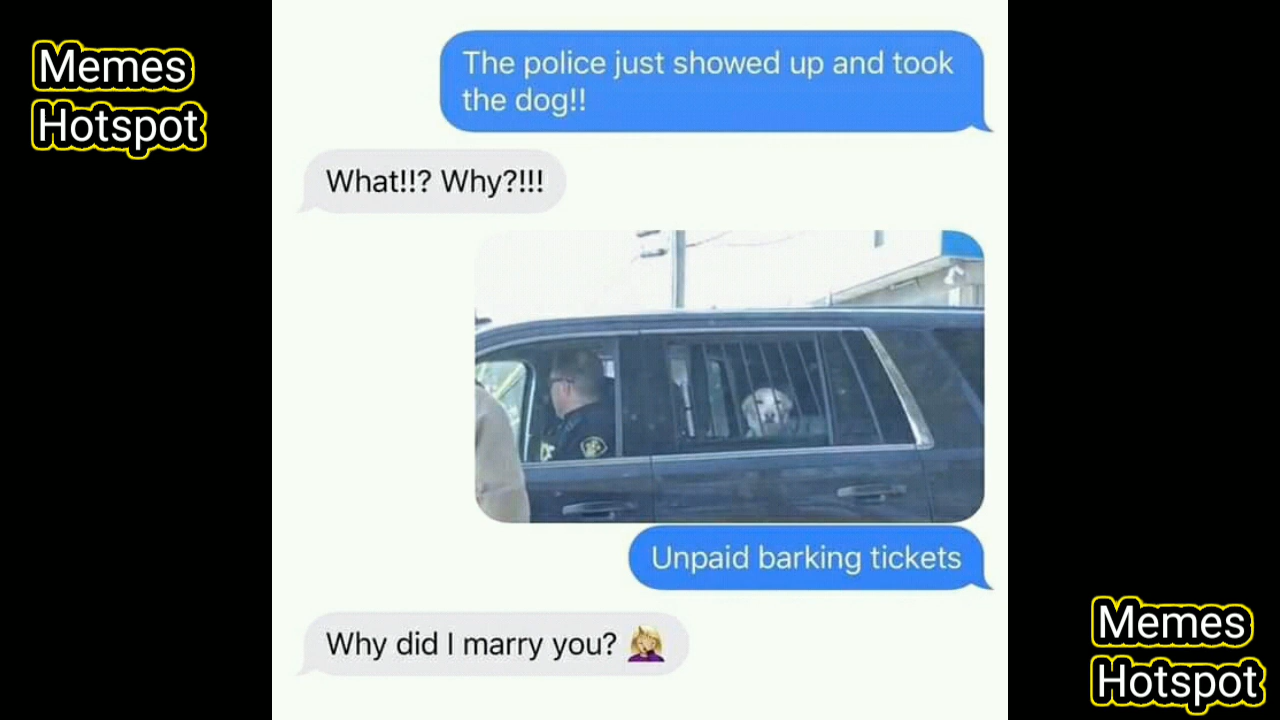 Memes
Hotspot
The police just showed up and took
the dog!!
What!!? Why?!!!
Unpaid barking tickets
Why did I marry you? 🤦🏼‍♀️
Memes
Hotspot